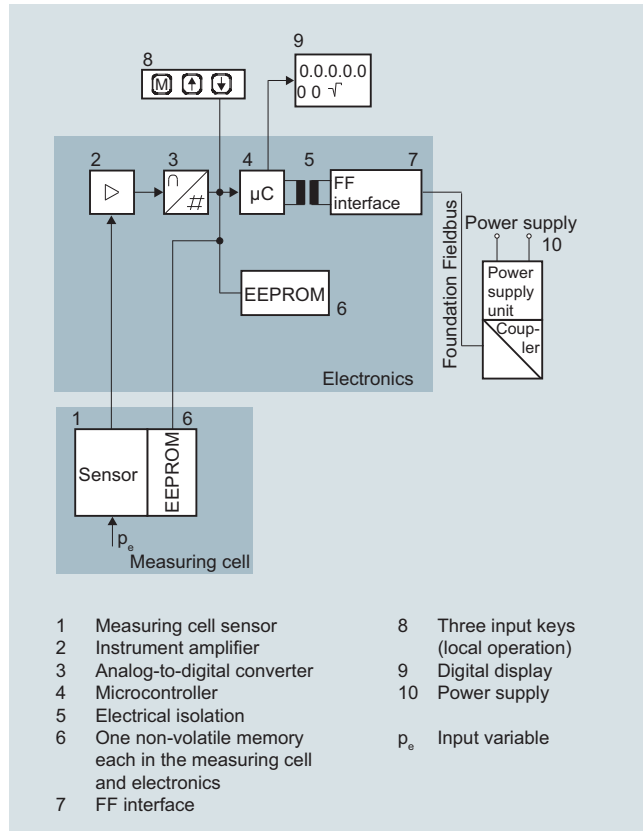 8
M
9
0.0.0.0.0
0 0 √
2
3
∩
#
4
µC
5
7
FF
interface
EEPROM
6
Electronics
Foundation Fieldbus
Power supply
10
Power
supply
unit
Coup-
ler
1
6
Sensor
EEPROM
pe
Measuring cell
1 Measuring cell sensor
2 Instrument amplifier
3 Analog-to-digital converter
4 Microcontroller
5 Electrical isolation
6 One non-volatile memory
each in the measuring cell
and electronics
7 FF interface
8 Three input keys
(local operation)
9 Digital display
10 Power supply
pe Input variable